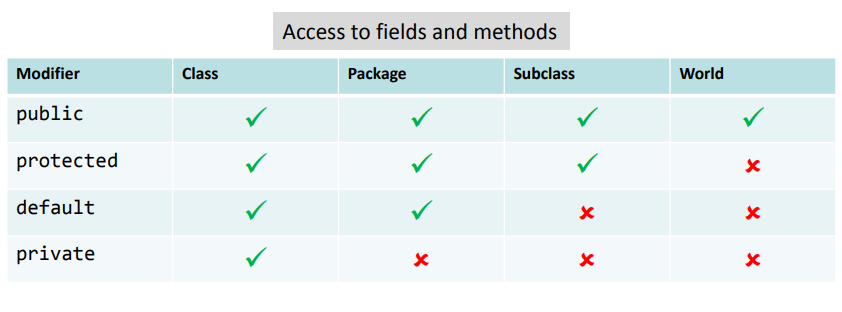 Access to fields and methods
Modifier Class Package Subclass World
public ✓ ✓ ✓ ✓
protected ✓ ✓ ✓ ✘
default ✓ ✓ ✘ ✘
private ✓ ✘ ✘ ✘